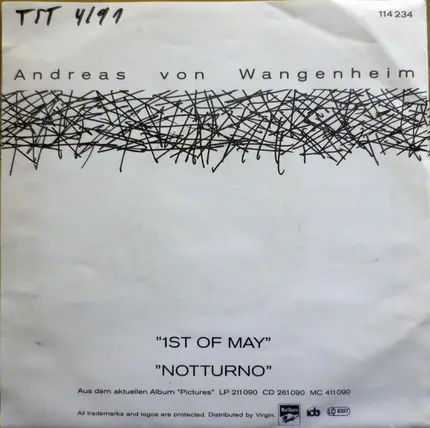 TIT 4/91
114 234
Andreas von Wangenheim
"1ST OF MAY"
"NOTTURNO"
Aus dem aktuellen Album "Pictures" LP 211090 CD 261090 MC 411090
All trademarks and logos are protected. Distributed by Virgin.